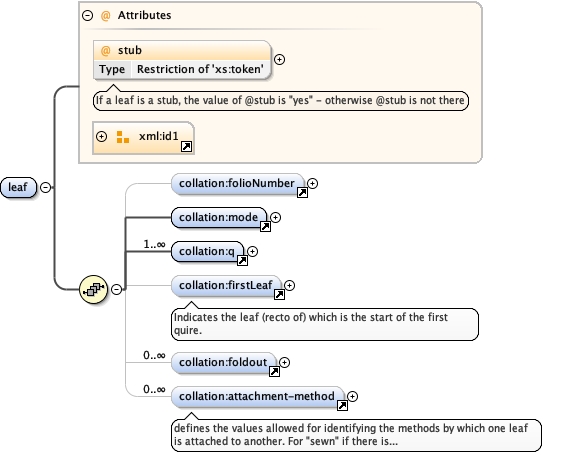 @ Attributes
@ stub
Type Restriction of 'xs:token'
If a leaf is a stub, the value of @stub is "yes" - otherwise @stub is not there
xml:id1
leaf
collation:folioNumber
collation:mode
1..∞ collation:q
collation:firstLeaf
Indicates the leaf (recto of) which is the start of the first
quire.
0..∞ collation:foldout
0..∞ collation:attachment-method
defines the values allowed for identifying the methods by which one leaf
is attached to another. For "sewn" if there is...